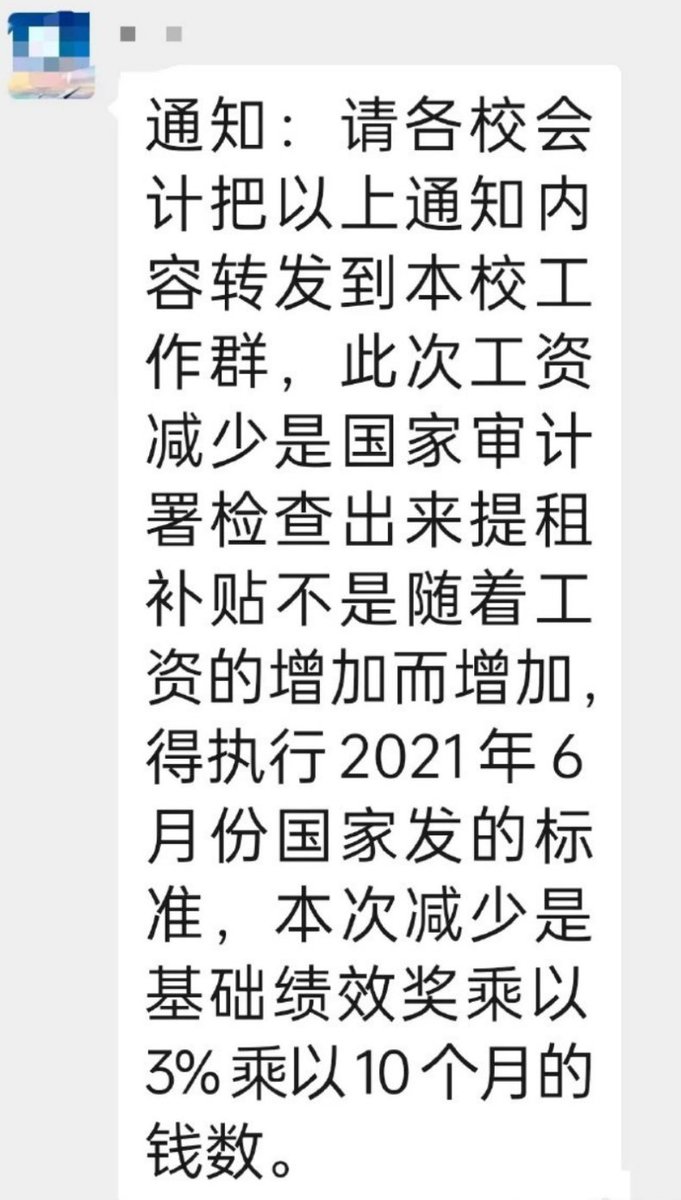 通知：请各校会
计把以上通知内
容转发到本校工
作群，此次工资
减少是国家审计
署检查出来提租
补贴不是随着工
资的增加而增加，
得执行2021年6
月份国家发的标
准，本次减少是
基础绩效奖乘以
3%乘以10个月的
钱数。